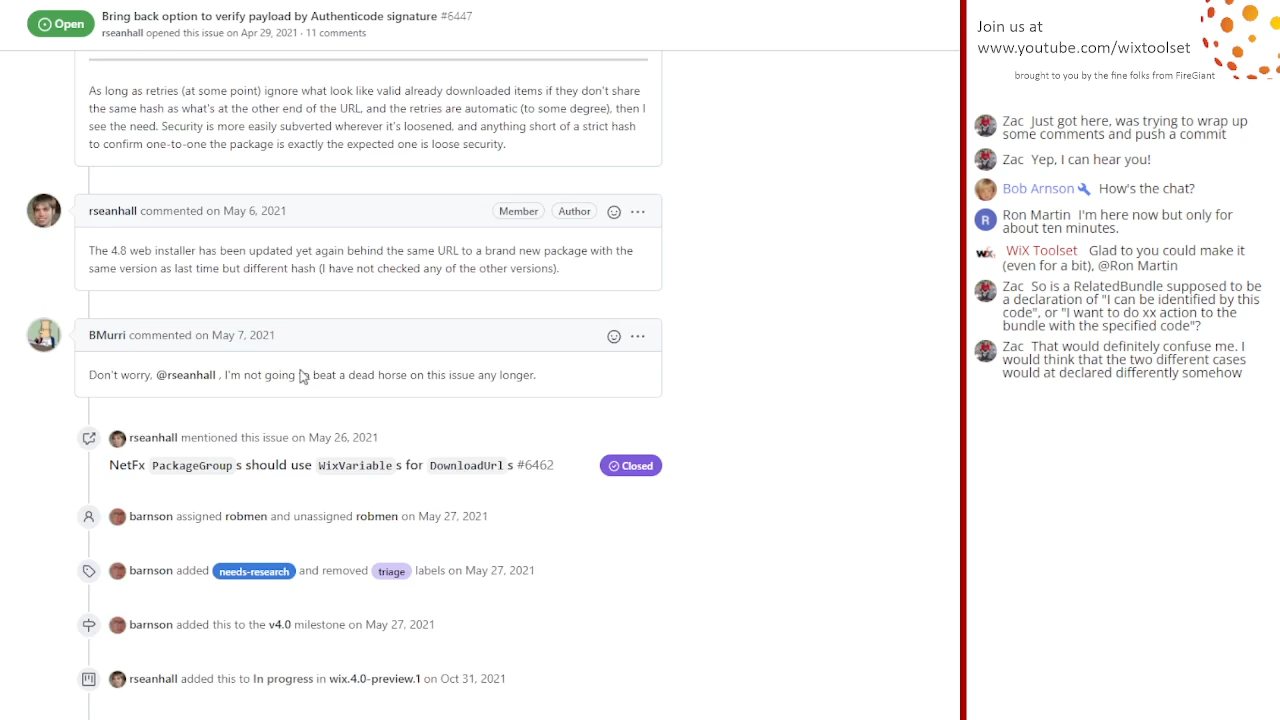 Open
Bring back option to verify payload by Authenticode signature #6447
rseanhall opened this issue on Apr 29, 2021 · 11 comments
As long as retries (at some point) ignore what look like valid already downloaded items if they don't share
the same hash as what's at the other end of the URL, and the retries are automatic (to some degree), then I
see the need. Security is more easily subverted wherever it's loosened, and anything short of a strict hash
to confirm one-to-one the package is exactly the expected one is loose security.
rseanhall commented on May 6, 2021 Member Author
The 4.8 web installer has been updated yet again behind the same URL to a brand new package with the
same version as last time but different hash (I have not checked any of the other versions).
BMurri commented on May 7, 2021
Don't worry, @rseanhall , I'm not going to beat a dead horse on this issue any longer.
rseanhall mentioned this issue on May 26, 2021
NetFx PackageGroup s should use WixVariable s for DownloadUrl s #6462 Closed
barnson assigned robmen and unassigned robmen on May 27, 2021
barnson added needs-research and removed triage labels on May 27, 2021
barnson added this to the v4.0 milestone on May 27, 2021
rseanhall added this to In progress in wix.4.0-preview.1 on Oct 31, 2021
Join us at
www.youtube.com/wixtoolset
brought to you by the fine folks from FireGiant
Zac Just got here, was trying to wrap up
some comments and push a commit
Zac Yep, I can hear you!
Bob Arnson How's the chat?
R Ron Martin I'm here now but only for
about ten minutes.
WiX WiX Toolset Glad to you could make it
(even for a bit), @Ron Martin
Zac So is a RelatedBundle supposed to be
a declaration of "I can be identified by this
code", or "I want to do xx action to the
bundle with the specified code"?
Zac That would definitely confuse me. I
would think that the two different cases
would at declared differently somehow